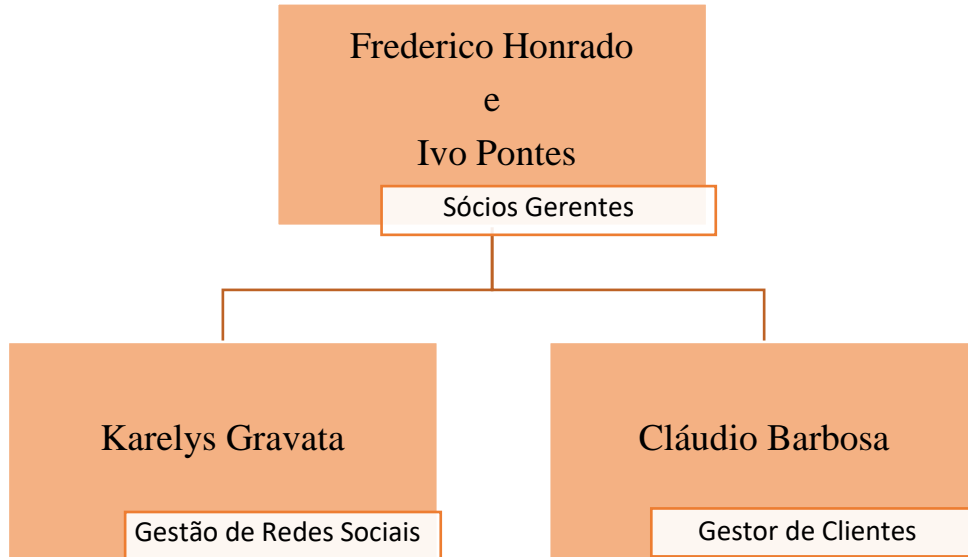 Frederico Honrado
e
Ivo Pontes
Sócios Gerentes
Karelys Gravata
Gestão de Redes Sociais
Cláudio Barbosa
Gestor de Clientes